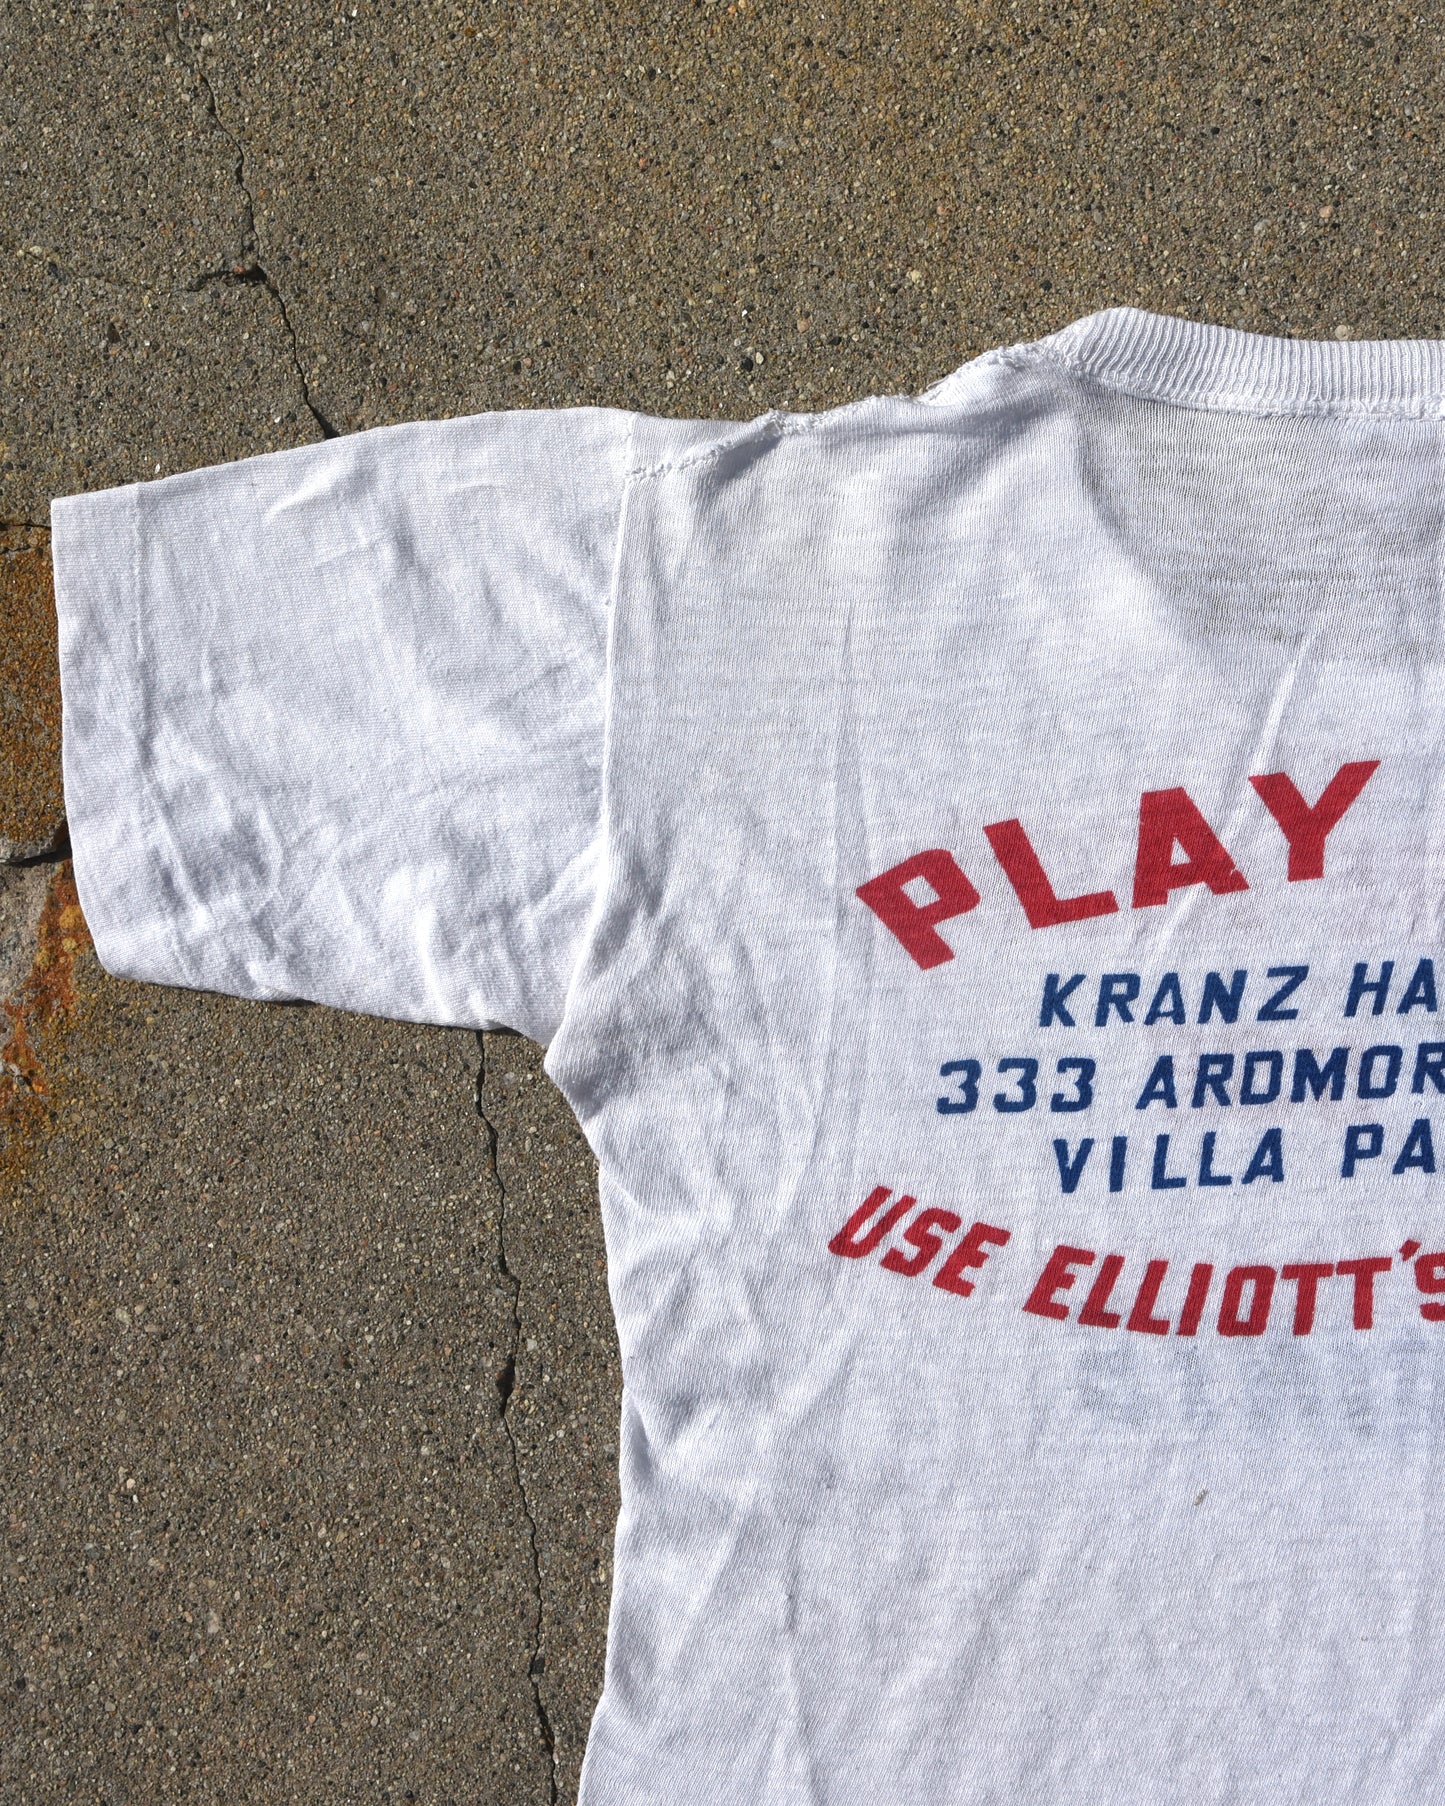 PLAY
KRANZ HA
333 ARDMOR
VILLA PA
USE ELLIOTT'S